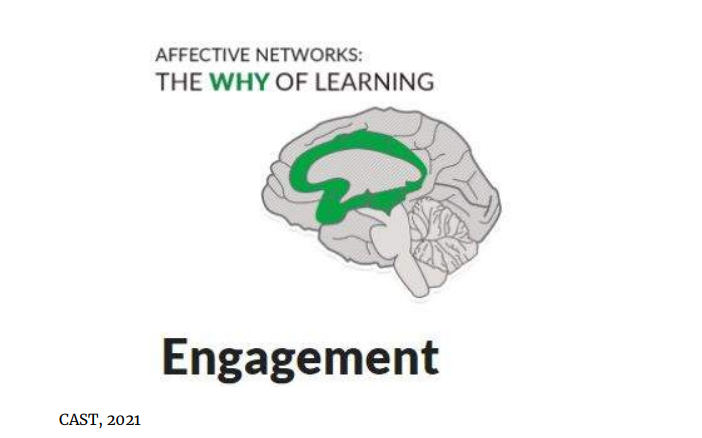 AFFECTIVE NETWORKS:
THE WHY OF LEARNING
Engagement
CAST, 2021